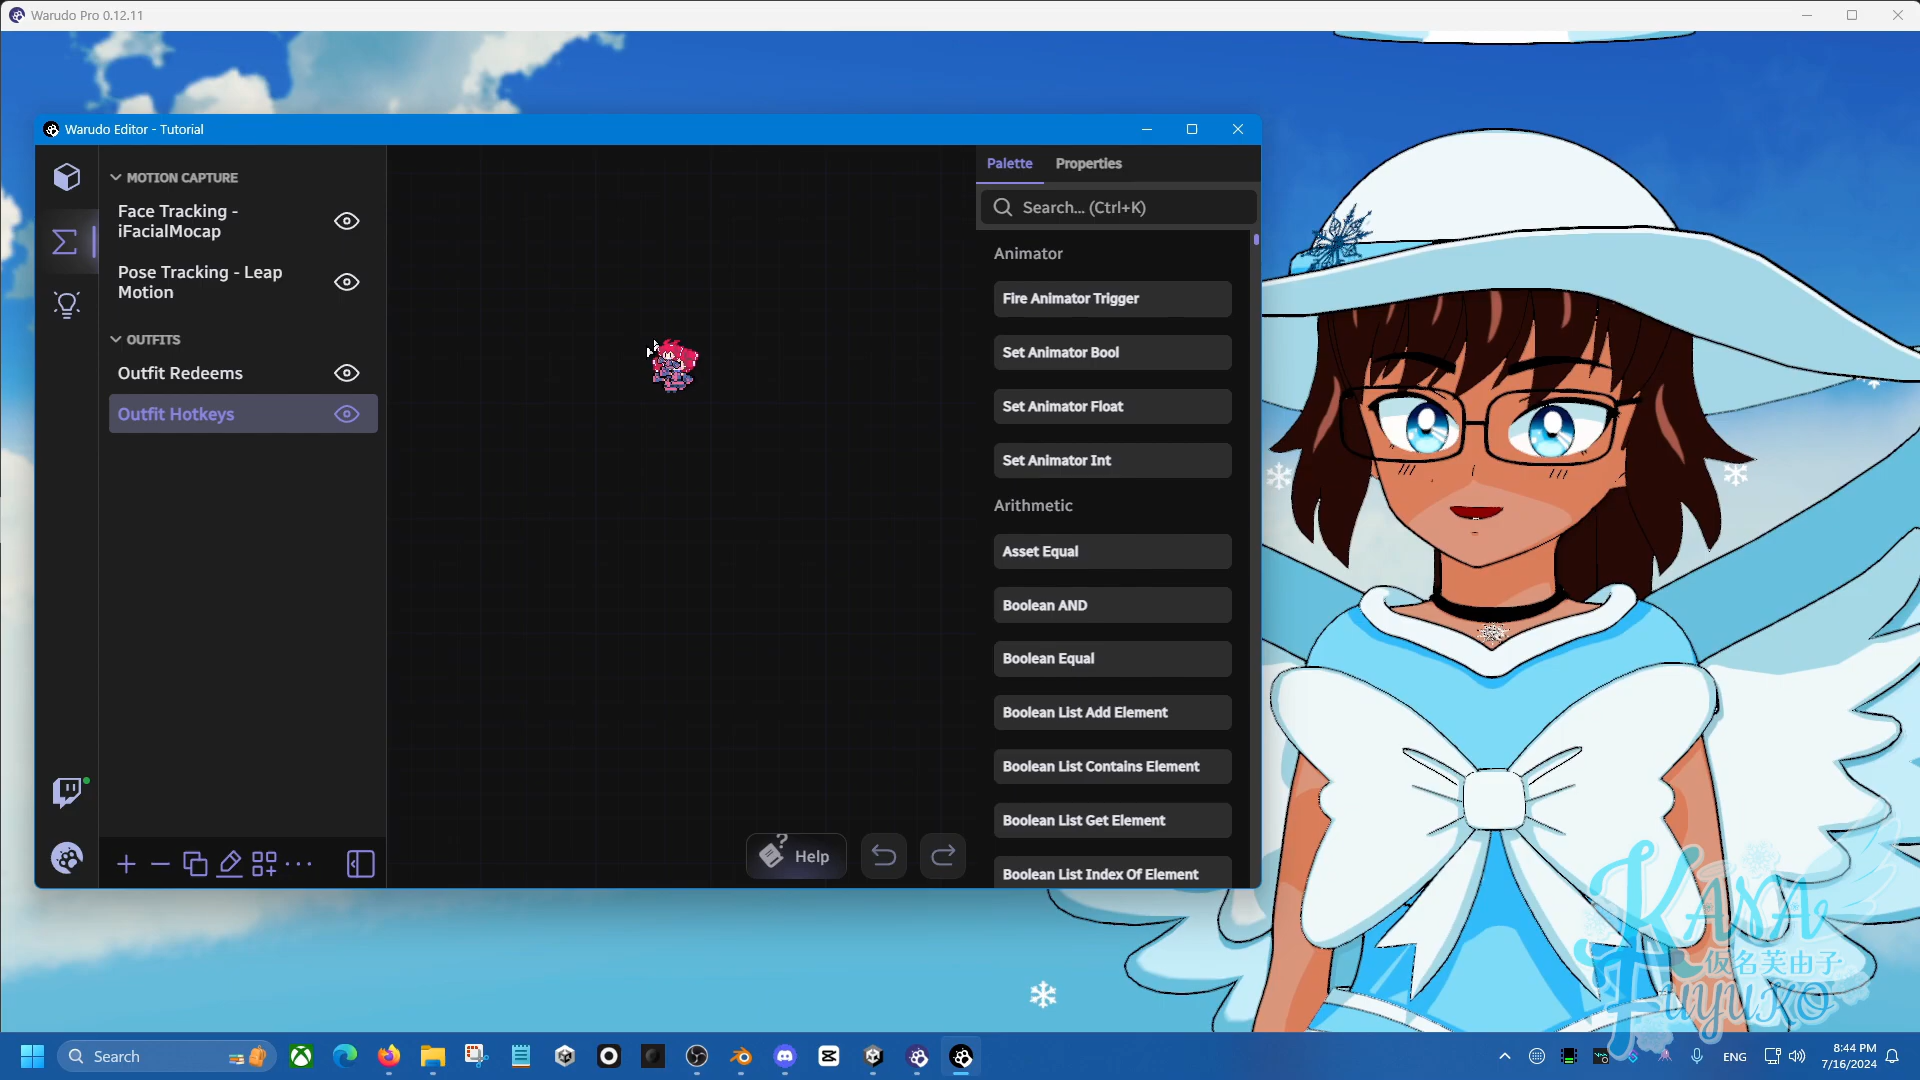 Warudo Pro 0.12.11
Warudo Editor - Tutorial
MOTION CAPTURE
Face Tracking -
iFacialMocap
Pose Tracking - Leap
Motion
OUTFITS
Outfit Redeems
Outfit Hotkeys
? Help
Palette
Properties
Search... (Ctrl+K)
Animator
Fire Animator Trigger
Set Animator Bool
Set Animator Float
Set Animator Int
Arithmetic
Asset Equal
Boolean AND
Boolean Equal
Boolean List Add Element
Boolean List Contains Element
Boolean List Get Element
Boolean List Index Of Element
KANA
仮名芙由子
FUYUKO
Search
ENG
8:44 PM
7/16/2024